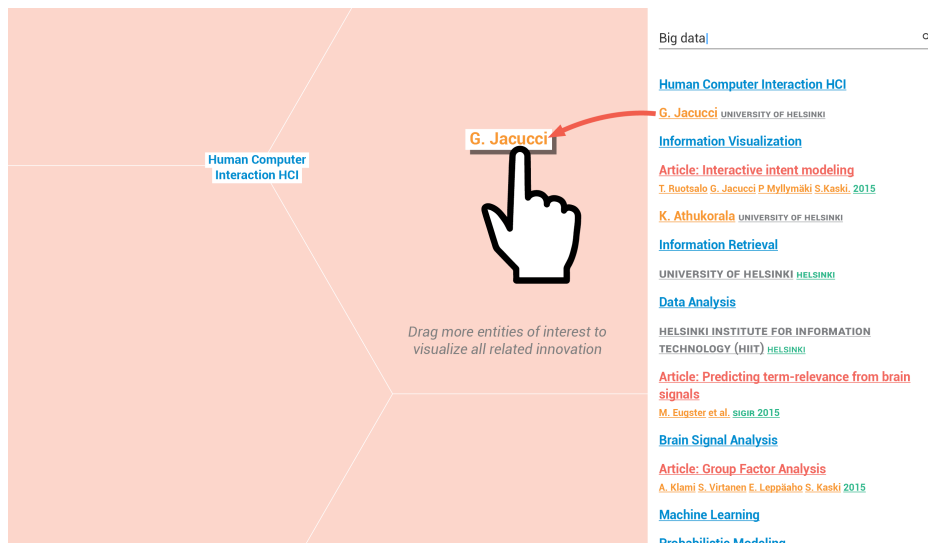 Human Computer
Interaction HCI
G. Jacucci
Drag more entities of interest to
visualize all related innovation
Big data
Human Computer Interaction HCI
G. Jacucci UNIVERSITY OF HELSINKI
Information Visualization
Article: Interactive intent modeling
T. Ruotsalo G. Jacucci P Myllymäki S.Kaski. 2015
K. Athukorala UNIVERSITY OF HELSINKI
Information Retrieval
UNIVERSITY OF HELSINKI HELSINKI
Data Analysis
HELSINKI INSTITUTE FOR INFORMATION
TECHNOLOGY (HIIT) HELSINKI
Article: Predicting term-relevance from brain
signals
M. Eugster et al. SIGIR 2015
Brain Signal Analysis
Article: Group Factor Analysis
A. Klami S. Virtanen E. Leppäaho S. Kaski 2015
Machine Learning
Probabilistic Modeling